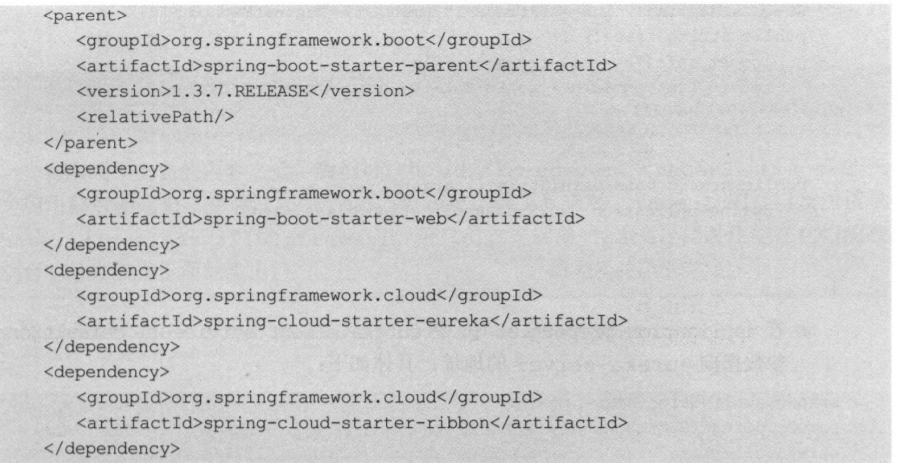 <parent>
<groupId>org.springframework.boot</groupId>
<artifactId>spring-boot-starter-parent</artifactId>
<version>1.3.7.RELEASE</version>
<relativePath/>
</parent>
<dependency>
<groupId>org.springframework.boot</groupId>
<artifactId>spring-boot-starter-web</artifactId>
</dependency>
<dependency>
<groupId>org.springframework.cloud</groupId>
<artifactId>spring-cloud-starter-eureka</artifactId>
</dependency>
<dependency>
<groupId>org.springframework.cloud</groupId>
<artifactId>spring-cloud-starter-ribbon</artifactId>
</dependency>